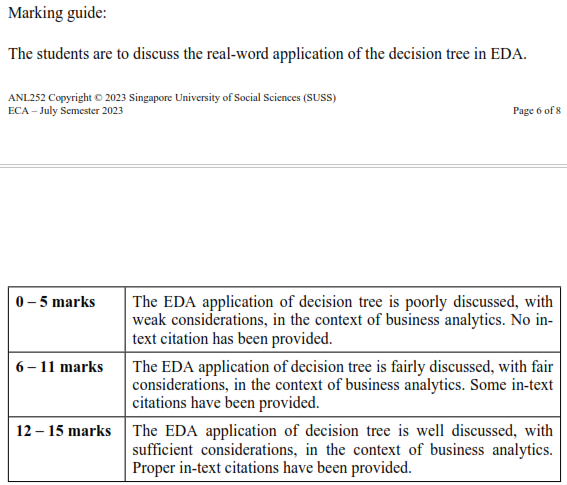 Marking guide:
The students are to discuss the real-word application of the decision tree in EDA.
ANL252 Copyright © 2023 Singapore University of Social Sciences (SUSS)
ECA – July Semester 2023
Page 6 of 8
0 – 5 marks
The EDA application of decision tree is poorly discussed, with
weak considerations, in the context of business analytics. No in-
text citation has been provided.
6 – 11 marks
The EDA application of decision tree is fairly discussed, with fair
considerations, in the context of business analytics. Some in-text
citations have been provided.
12 – 15 marks
The EDA application of decision tree is well discussed, with
sufficient considerations, in the context of business analytics.
Proper in-text citations have been provided.